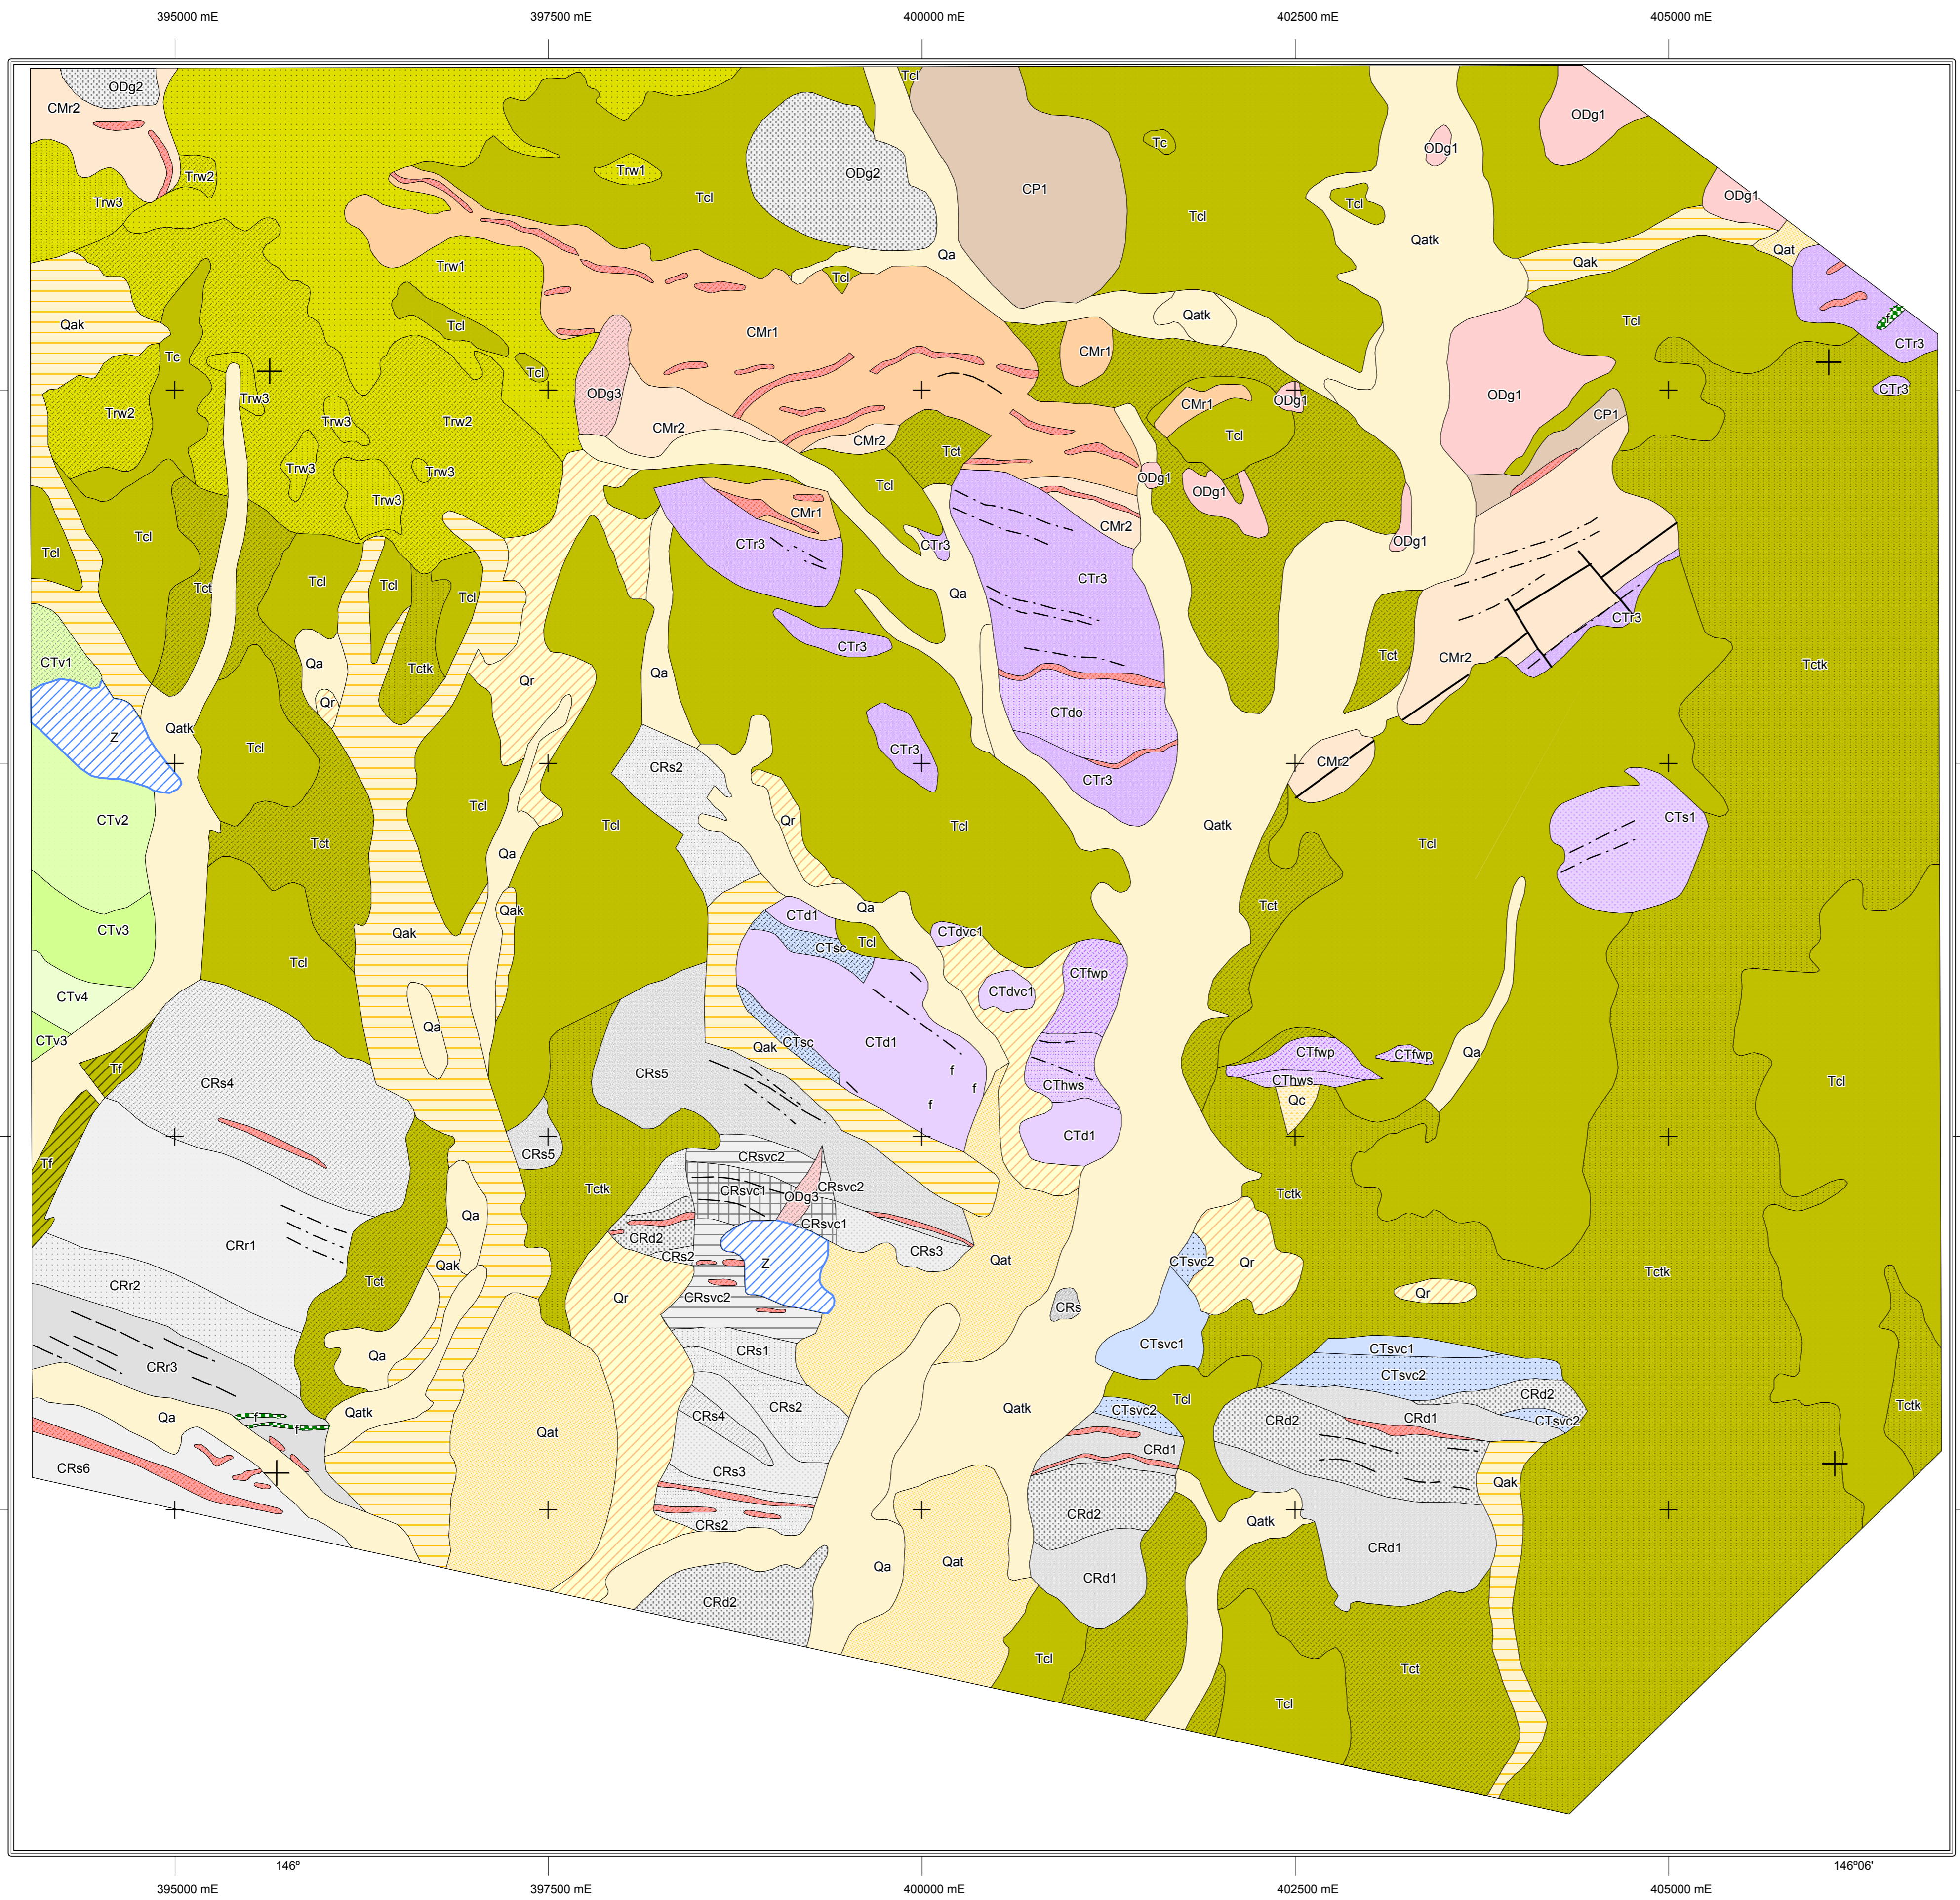 395000 mE 397500 mE 400000 mE 402500 mE 405000 mE
ODg2 Tcl
CMr2 ODg1
Tc ODg1
Trw2 Trw1 ODg2
Trw3 Tcl CP1 Tcl ODg1
Tcl
Qa Qatk Qat
Trw1 Tcl Qak
Qak Tcl CMr1 Qatk Tcl f
Tc CMr1 CTr3
Tcl
Trw3 ODg3 CMr1 ODg1 ODg1 CTr3
Trw2 Trw3 Trw2 CMr2 CMr2 Tcl CP1
Trw3 Trw3 Tct
Trw3 Tcl ODg1 ODg1
CMr1
Tcl Tcl CTr3 CTr3 CMr2 ODg1
Tct Tcl Tcl Tcl Qa CTr3
CTr3
CTv1 Qa Tctk CTr3 Tct CMr2 Tctk
Qr Qr Qa
Z Qatk Tcl CTr3 CTdo
CRs2 CTr3 CMr2
CTv2 Tct Tcl Tcl Qr Tcl Qatk Tcl CTs1
Qa
Qak Qa Tct
CTv3 Qak CTd1 CTdvc1
Tcl CTsc Tcl
CTv4 CTdvc1 CTfwp
Qa
CTv3 Qak CTsc CTd1 CTfwp CTfwp Qa
Tf CRs4 CRs5 f f CThws CThws Tcl
f Qc
CRs5 CTd1
Tf CRsvc2
Tctk CRsvc1 ODg3 CRsvc2 Tctk
Qa CRsvc1
CRr1 CRd2 CRs3
Qak CRs2 Z Qat CTsvc2 Qr Tctk
CRr2 Tct Qr CRsvc2 CRs Qr
CRr3 Qa CRs1 CTsvc1 CTsvc1
CTsvc2
Qa f Qatk CRs4 CRs2 Qatk CTsvc2 Tcl CRd2 CRd1 CRd2 CTsvc2 Tctk
f
CRs6 Qat CRs3 CRd1 Qak
CRs2 CRd2 Qatk
Qa Qat CRd1 CRd1
CRd2
Tcl Tct
Tcl
146° 146°06'
395000 mE 397500 mE 400000 mE 402500 mE 405000 mE